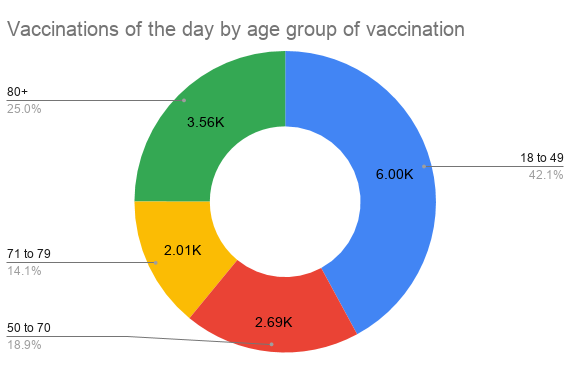 Vaccinations of the day by age group of vaccination
80+
25.0%
3.56K
18 to 49
42.1%
6.00K
71 to 79
14.1%
2.01K
50 to 70
18.9%
2.69K